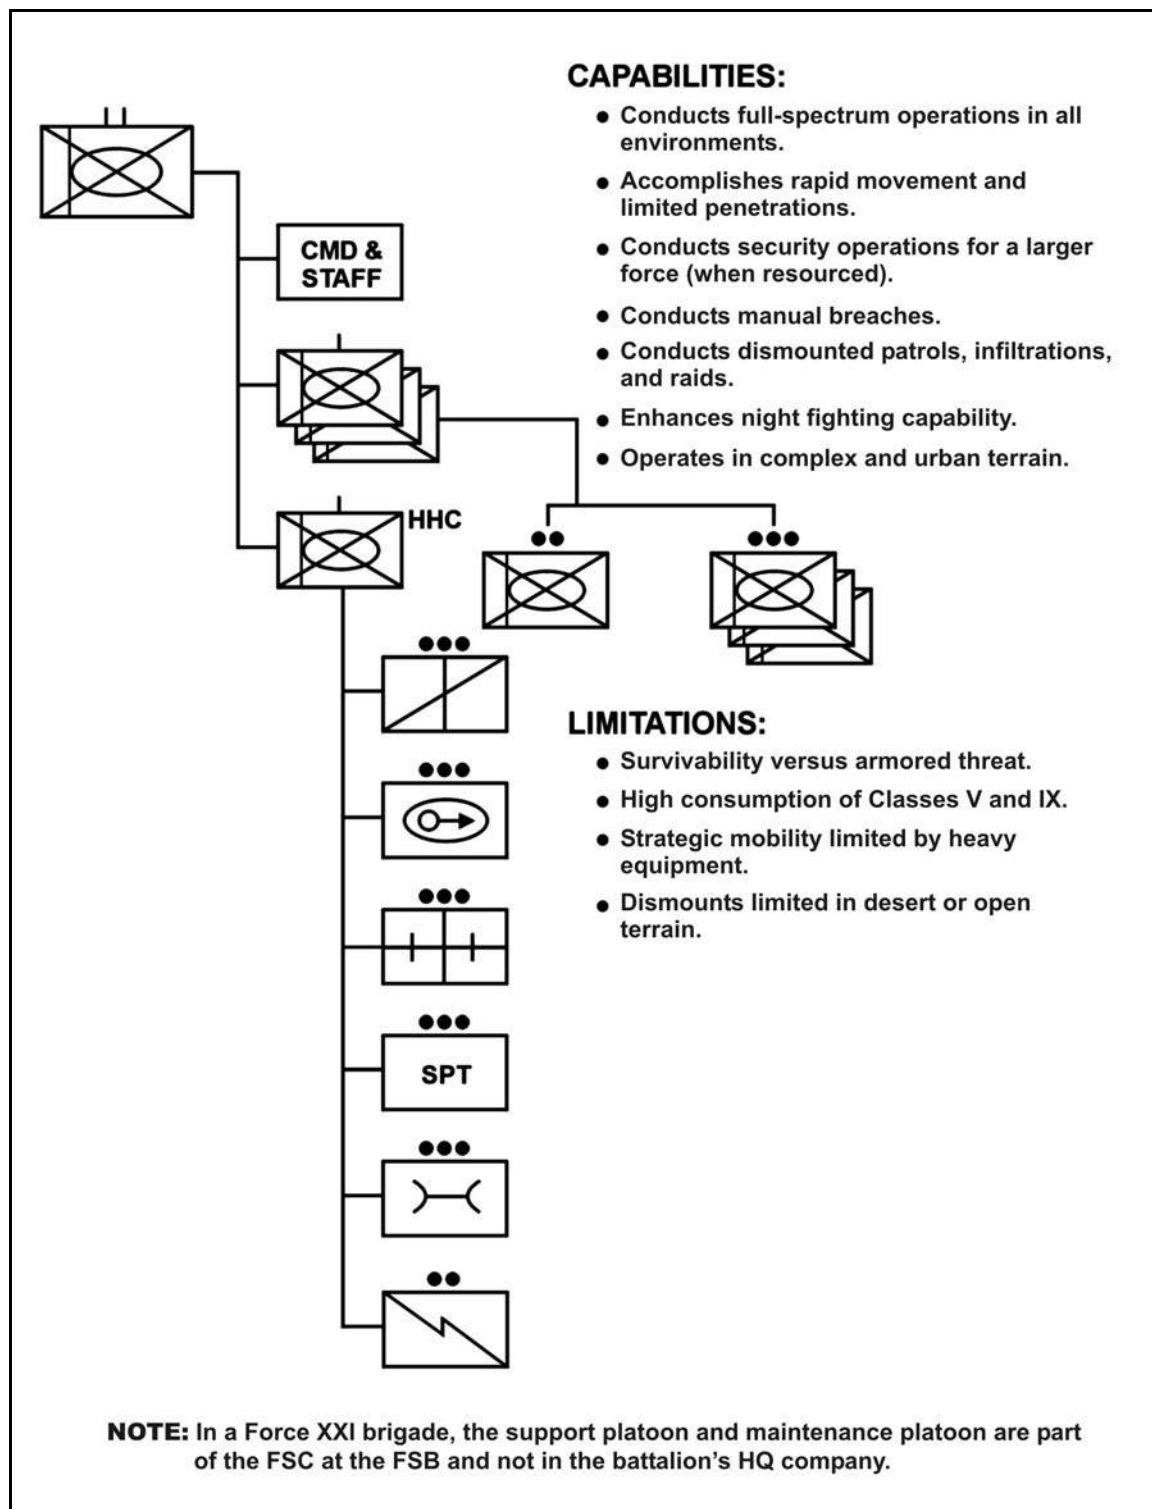 CAPABILITIES:
● Conducts full-spectrum operations in all
environments.
● Accomplishes rapid movement and
limited penetrations.
● Conducts security operations for a larger
force (when resourced).
● Conducts manual breaches.
● Conducts dismounted patrols, infiltrations,
and raids.
● Enhances night fighting capability.
● Operates in complex and urban terrain.
CMD &
STAFF
HHC
LIMITATIONS:
● Survivability versus armored threat.
● High consumption of Classes V and IX.
● Strategic mobility limited by heavy
equipment.
● Dismounts limited in desert or open
terrain.
SPT
NOTE: In a Force XXI brigade, the support platoon and maintenance platoon are part
of the FSC at the FSB and not in the battalion's HQ company.